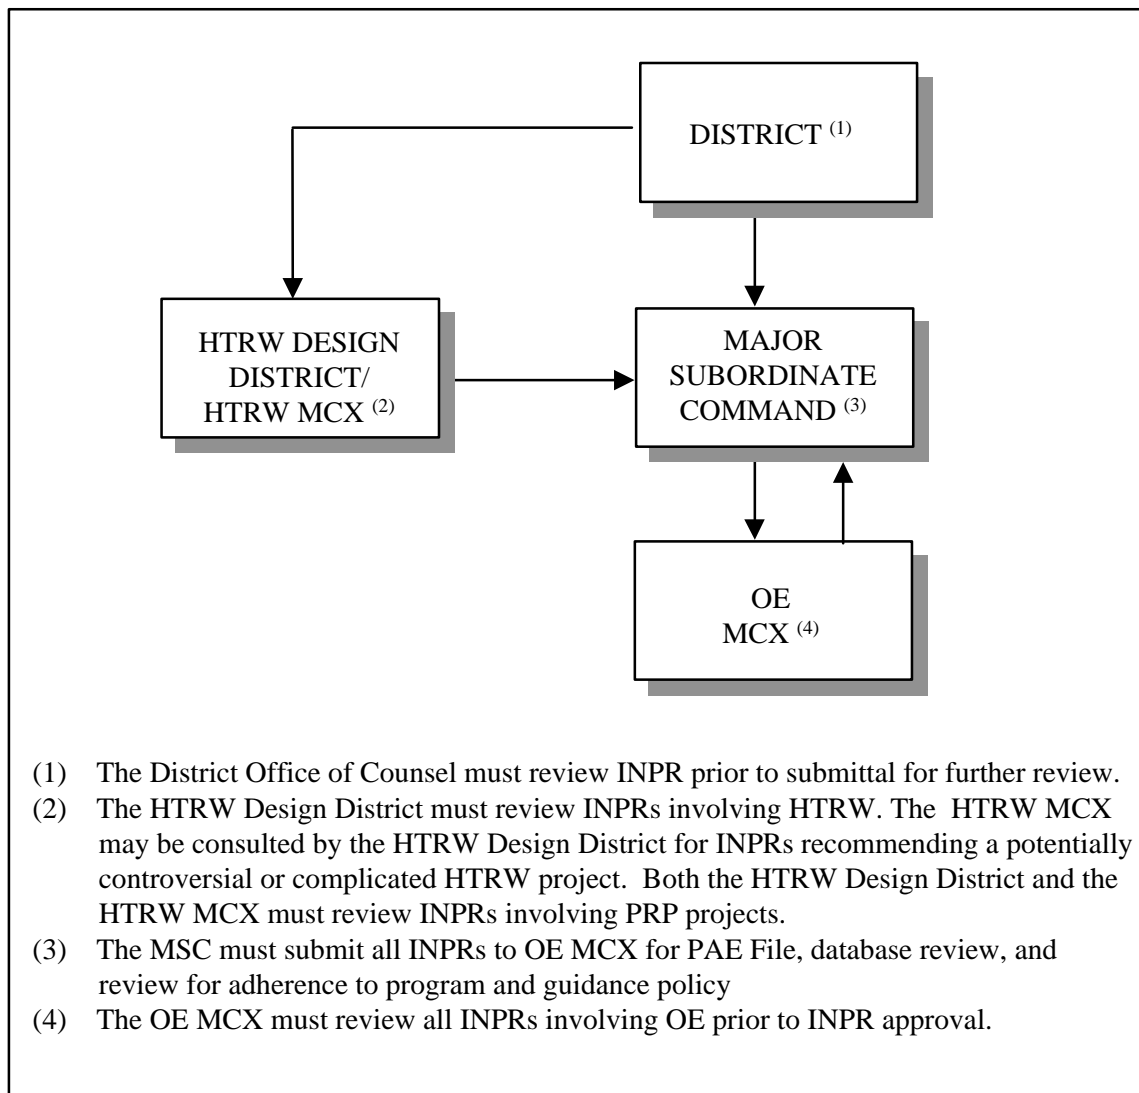 DISTRICT (1)
HTRW DESIGN
DISTRICT/
HTRW MCX (2)
MAJOR
SUBORDINATE
COMMAND (3)
OE
MCX (4)
(1) The District Office of Counsel must review INPR prior to submittal for further review.
(2) The HTRW Design District must review INPRs involving HTRW. The HTRW MCX
may be consulted by the HTRW Design District for INPRs recommending a potentially
controversial or complicated HTRW project. Both the HTRW Design District and the
HTRW MCX must review INPRs involving PRP projects.
(3) The MSC must submit all INPRs to OE MCX for PAE File, database review, and
review for adherence to program and guidance policy
(4) The OE MCX must review all INPRs involving OE prior to INPR approval.